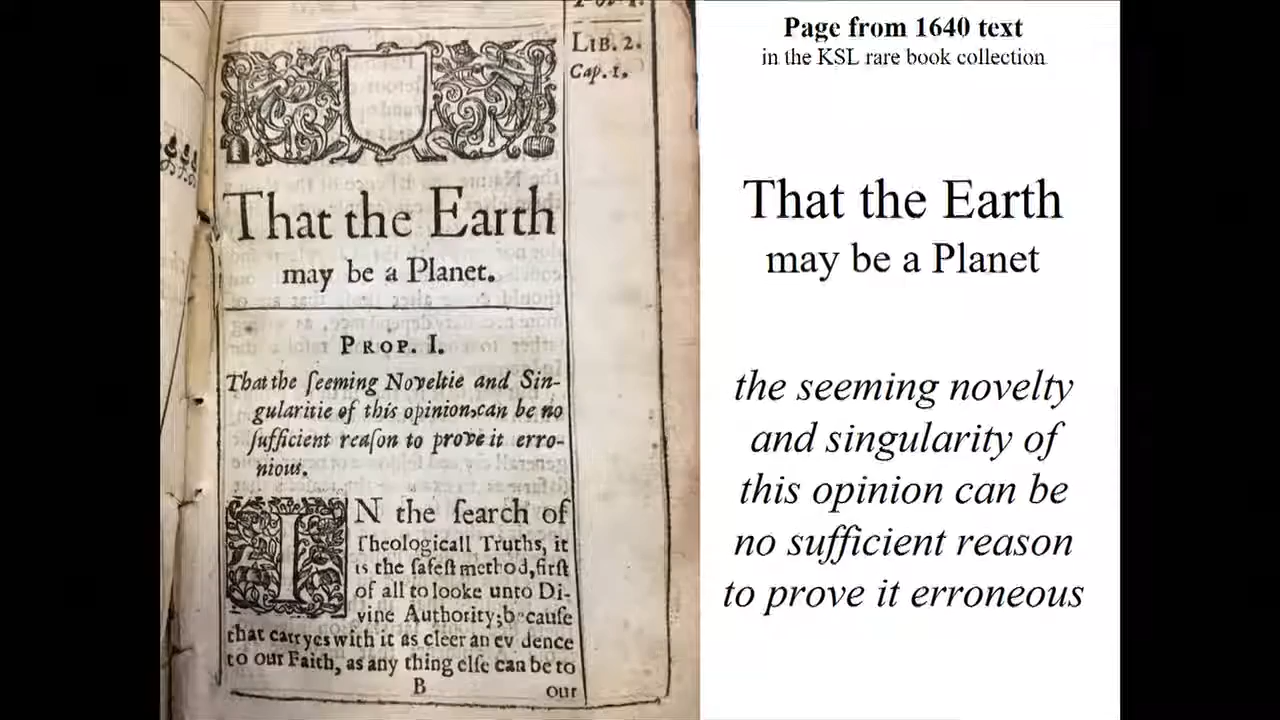 LIB. 2.
Cap. 1.
That the Earth
may be a Planet.
PROP. I.
That the ſeeming Noveltie and Sin-
gularitie of this opinion, can be no
ſufficient reaſon to prove it erro-
nious.
IN the ſearch of
Theologicall Truths, it
is the ſafeſt method, firſt
of all to looke unto Di-
vine Authority; becauſe
that carryes with it as cleer an ev dence
to our Faith, as any thing elſe can be to
B our
Page from 1640 text
in the KSL rare book collection
That the Earth
may be a Planet
the seeming novelty
and singularity of
this opinion can be
no sufficient reason
to prove it erroneous